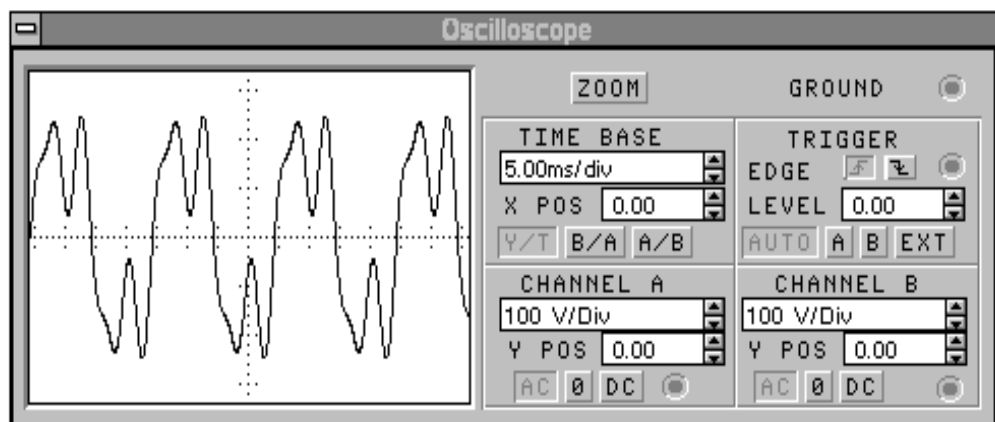 Oscilloscope
ZOOM GROUND
TIME BASE
5.00ms/div
X POS 0.00
Y/T B/A A/B
TRIGGER
EDGE
LEVEL 0.00
AUTO A B EXT
CHANNEL A
100 V/Div
Y POS 0.00
AC 0 DC
CHANNEL B
100 V/Div
Y POS 0.00
AC 0 DC